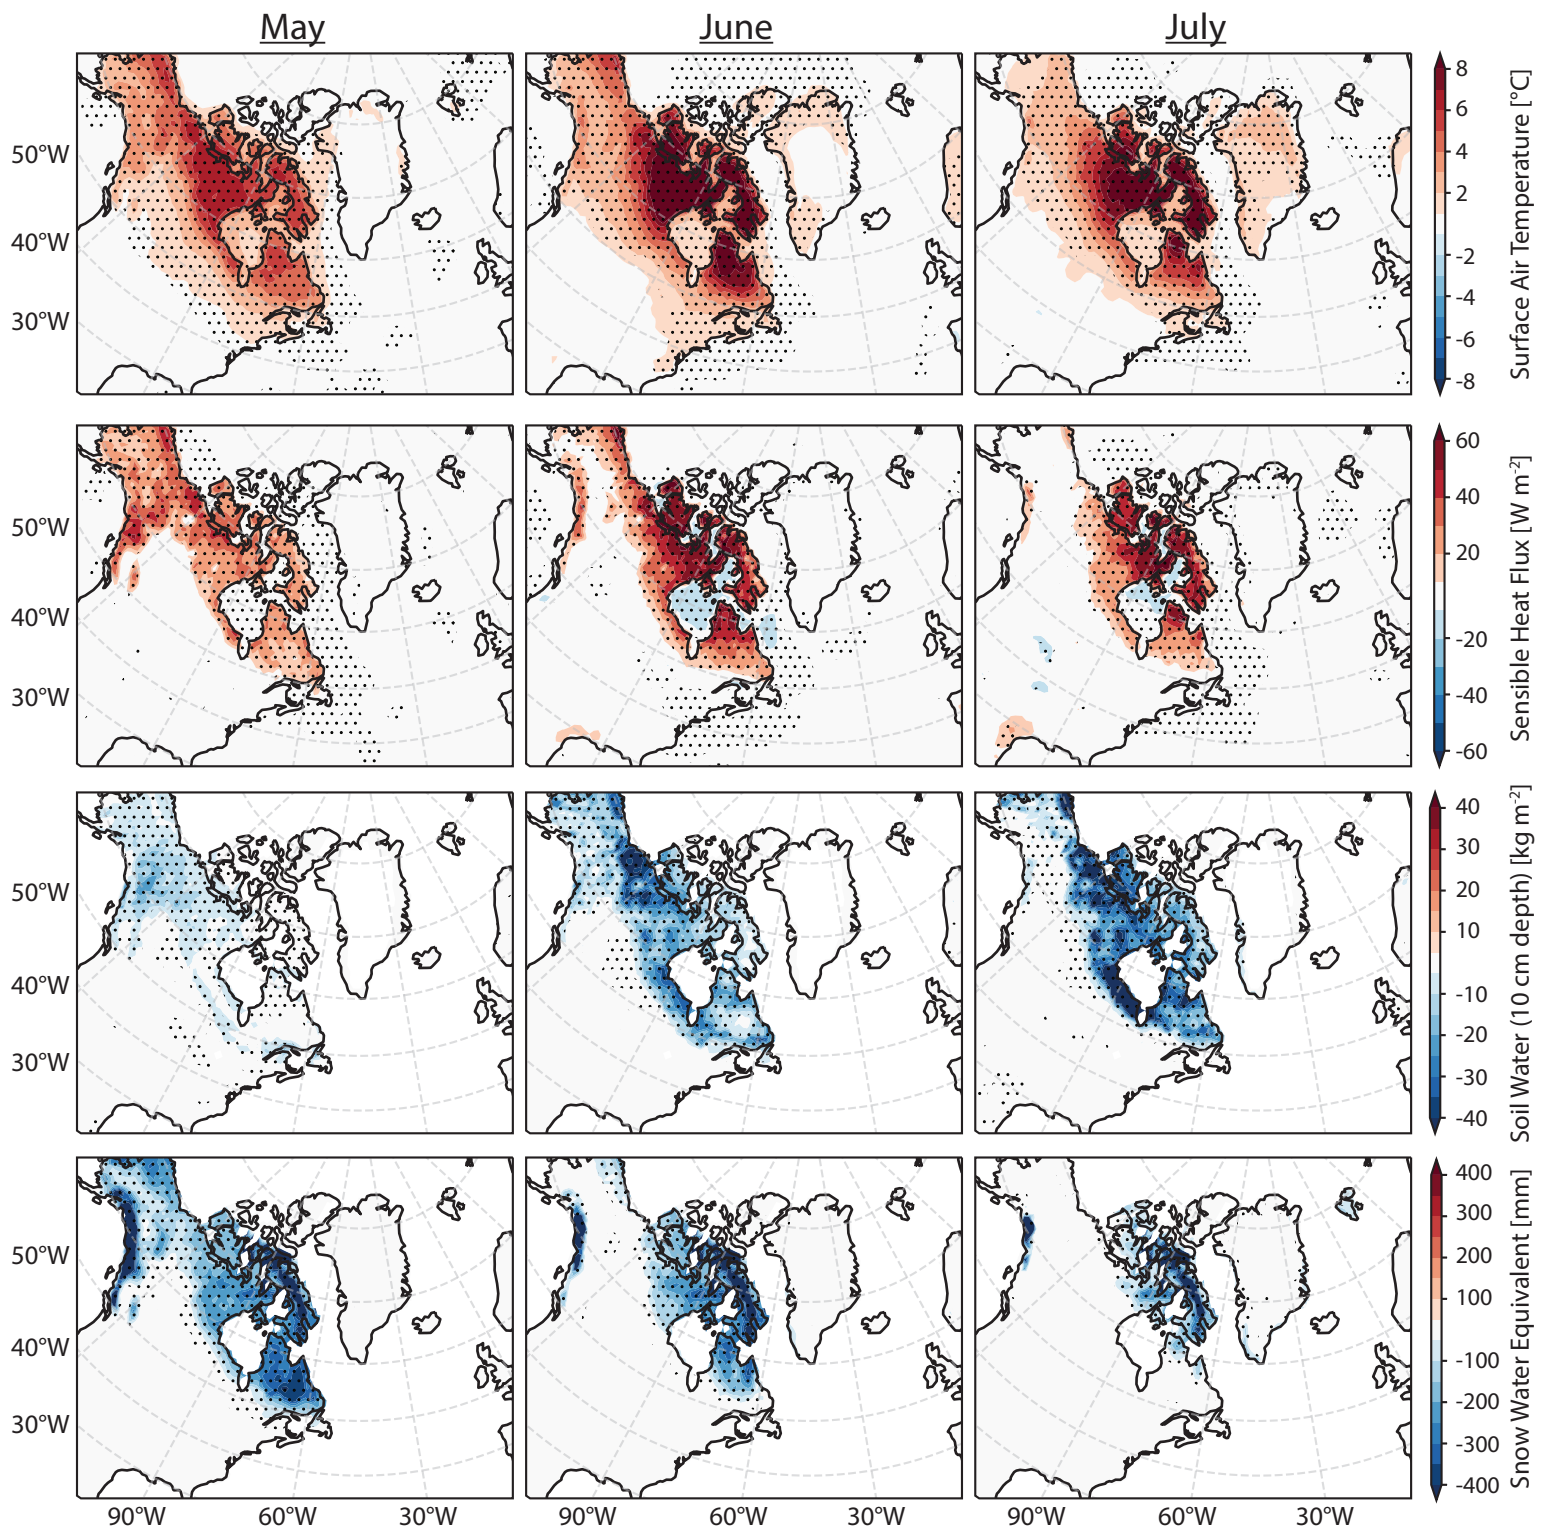 May June July
50°W
40°W
30°W
8
6
4
2
-2
-4
-6
-8
Surface Air Temperature [°C]
50°W
40°W
30°W
60
40
20
-20
-40
-60
Sensible Heat Flux [W m⁻²]
50°W
40°W
30°W
40
30
20
10
-10
-20
-30
-40
Soil Water (10 cm depth) [kg m⁻²]
50°W
40°W
30°W
400
300
200
100
-100
-200
-300
-400
Snow Water Equivalent [mm]
90°W 60°W 30°W 90°W 60°W 30°W 90°W 60°W 30°W